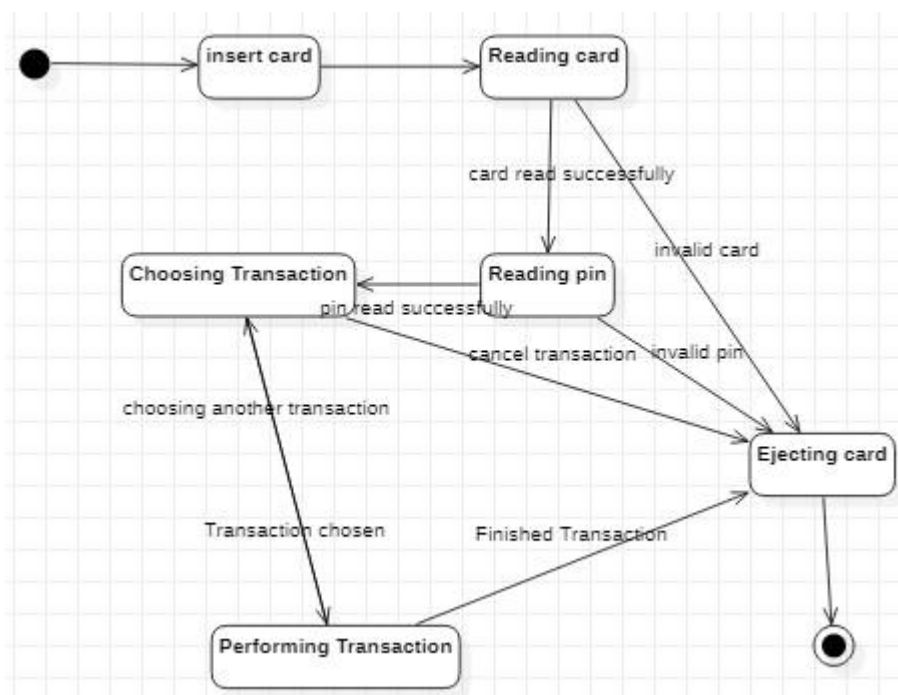 insert card
Reading card
card read successfully
invalid card
Choosing Transaction
Reading pin
pin read successfully
cancel transaction
invalid pin
choosing another transaction
Ejecting card
Transaction chosen
Finished Transaction
Performing Transaction